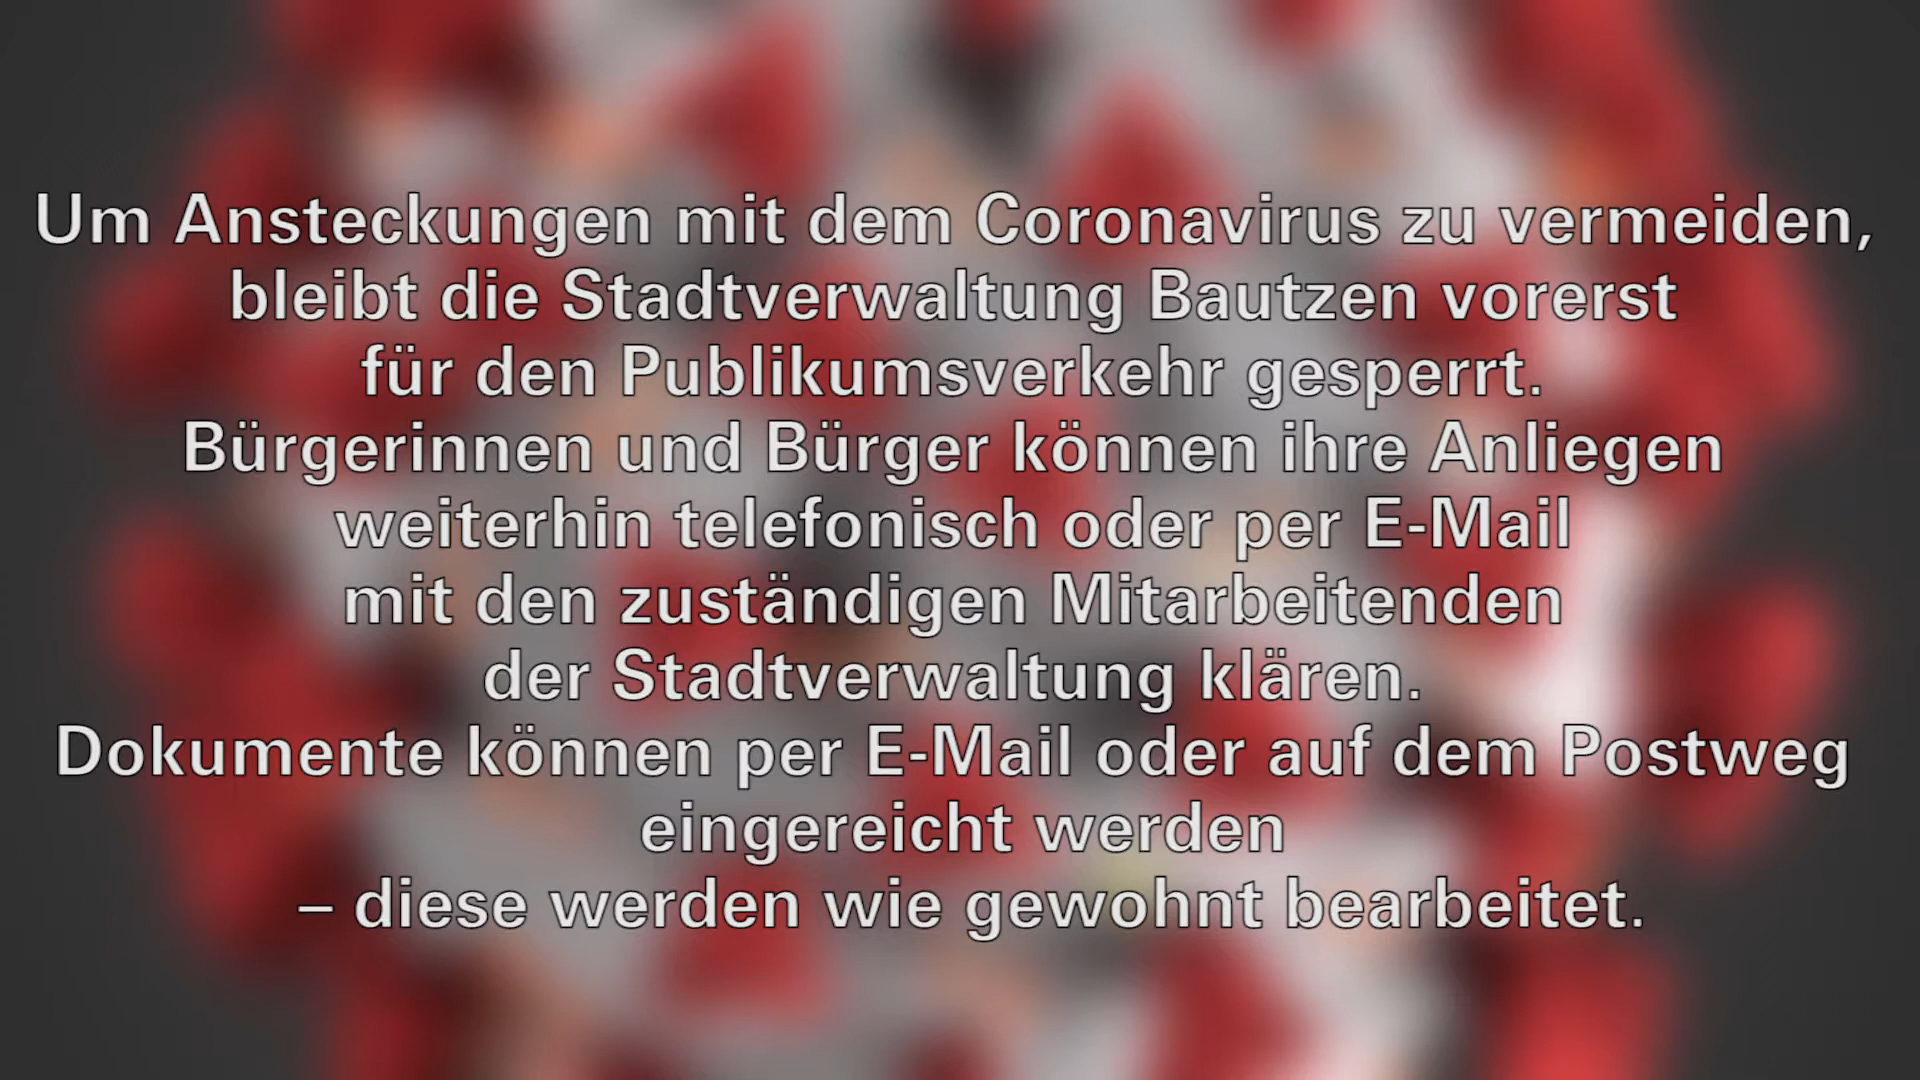 Um Ansteckungen mit dem Coronavirus zu vermeiden,
bleibt die Stadtverwaltung Bautzen vorerst
für den Publikumsverkehr gesperrt.
Bürgerinnen und Bürger können ihre Anliegen
weiterhin telefonisch oder per E-Mail
mit den zuständigen Mitarbeitenden
der Stadtverwaltung klären.
Dokumente können per E-Mail oder auf dem Postweg
eingereicht werden
– diese werden wie gewohnt bearbeitet.